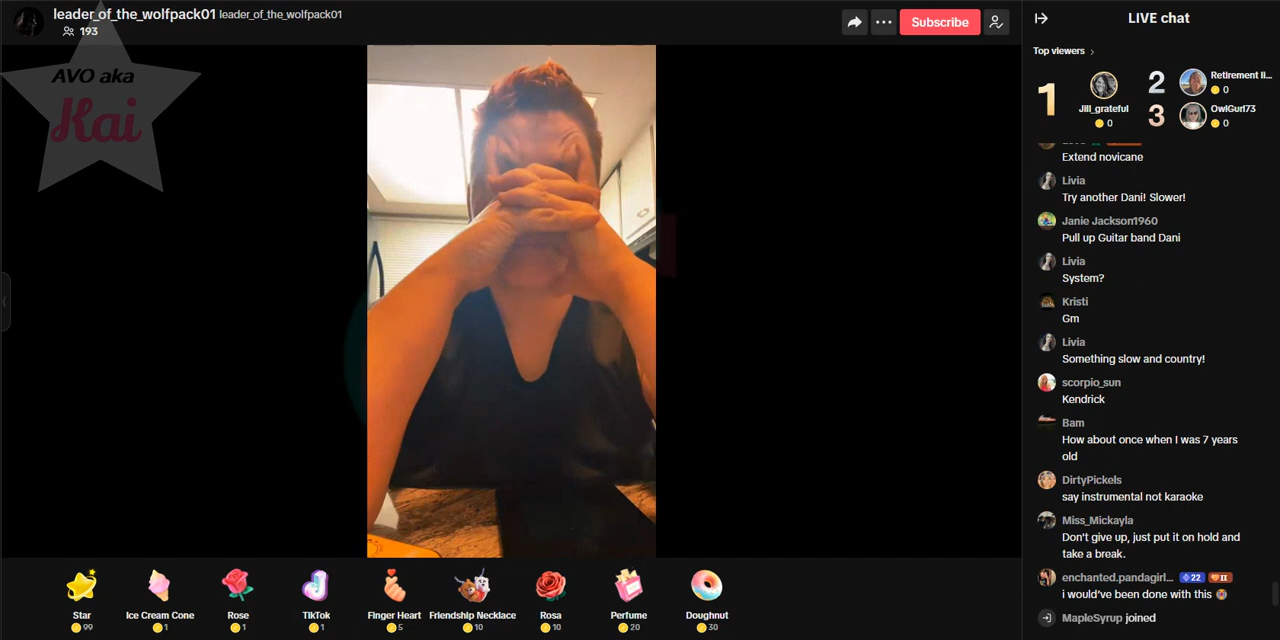 leader_of_the_wolfpack01 leader_of_the_wolfpack01
193
Subscribe
AVO aka
Kai
LIVE chat
Top viewers
1
Jill_grateful
0
2
Retirement li...
0
3
OwlGurl73
0
Extend novicane
Livia
Try another Dani! Slower!
Janie Jackson1960
Pull up Guitar band Dani
Livia
System?
Kristi
Gm
Livia
Something slow and country!
scorpio_sun
Kendrick
Bam
How about once when I was 7 years
old
DirtyPickels
say instrumental not karaoke
Miss_Mickayla
Don't give up, just put it on hold and
take a break.
enchanted.pandagirl... 22 II
i would've been done with this
MapleSyrup joined
Star
99
Ice Cream Cone
1
Rose
1
TikTok
1
Finger Heart
5
Friendship Necklace
10
Rosa
10
Perfume
20
Doughnut
30